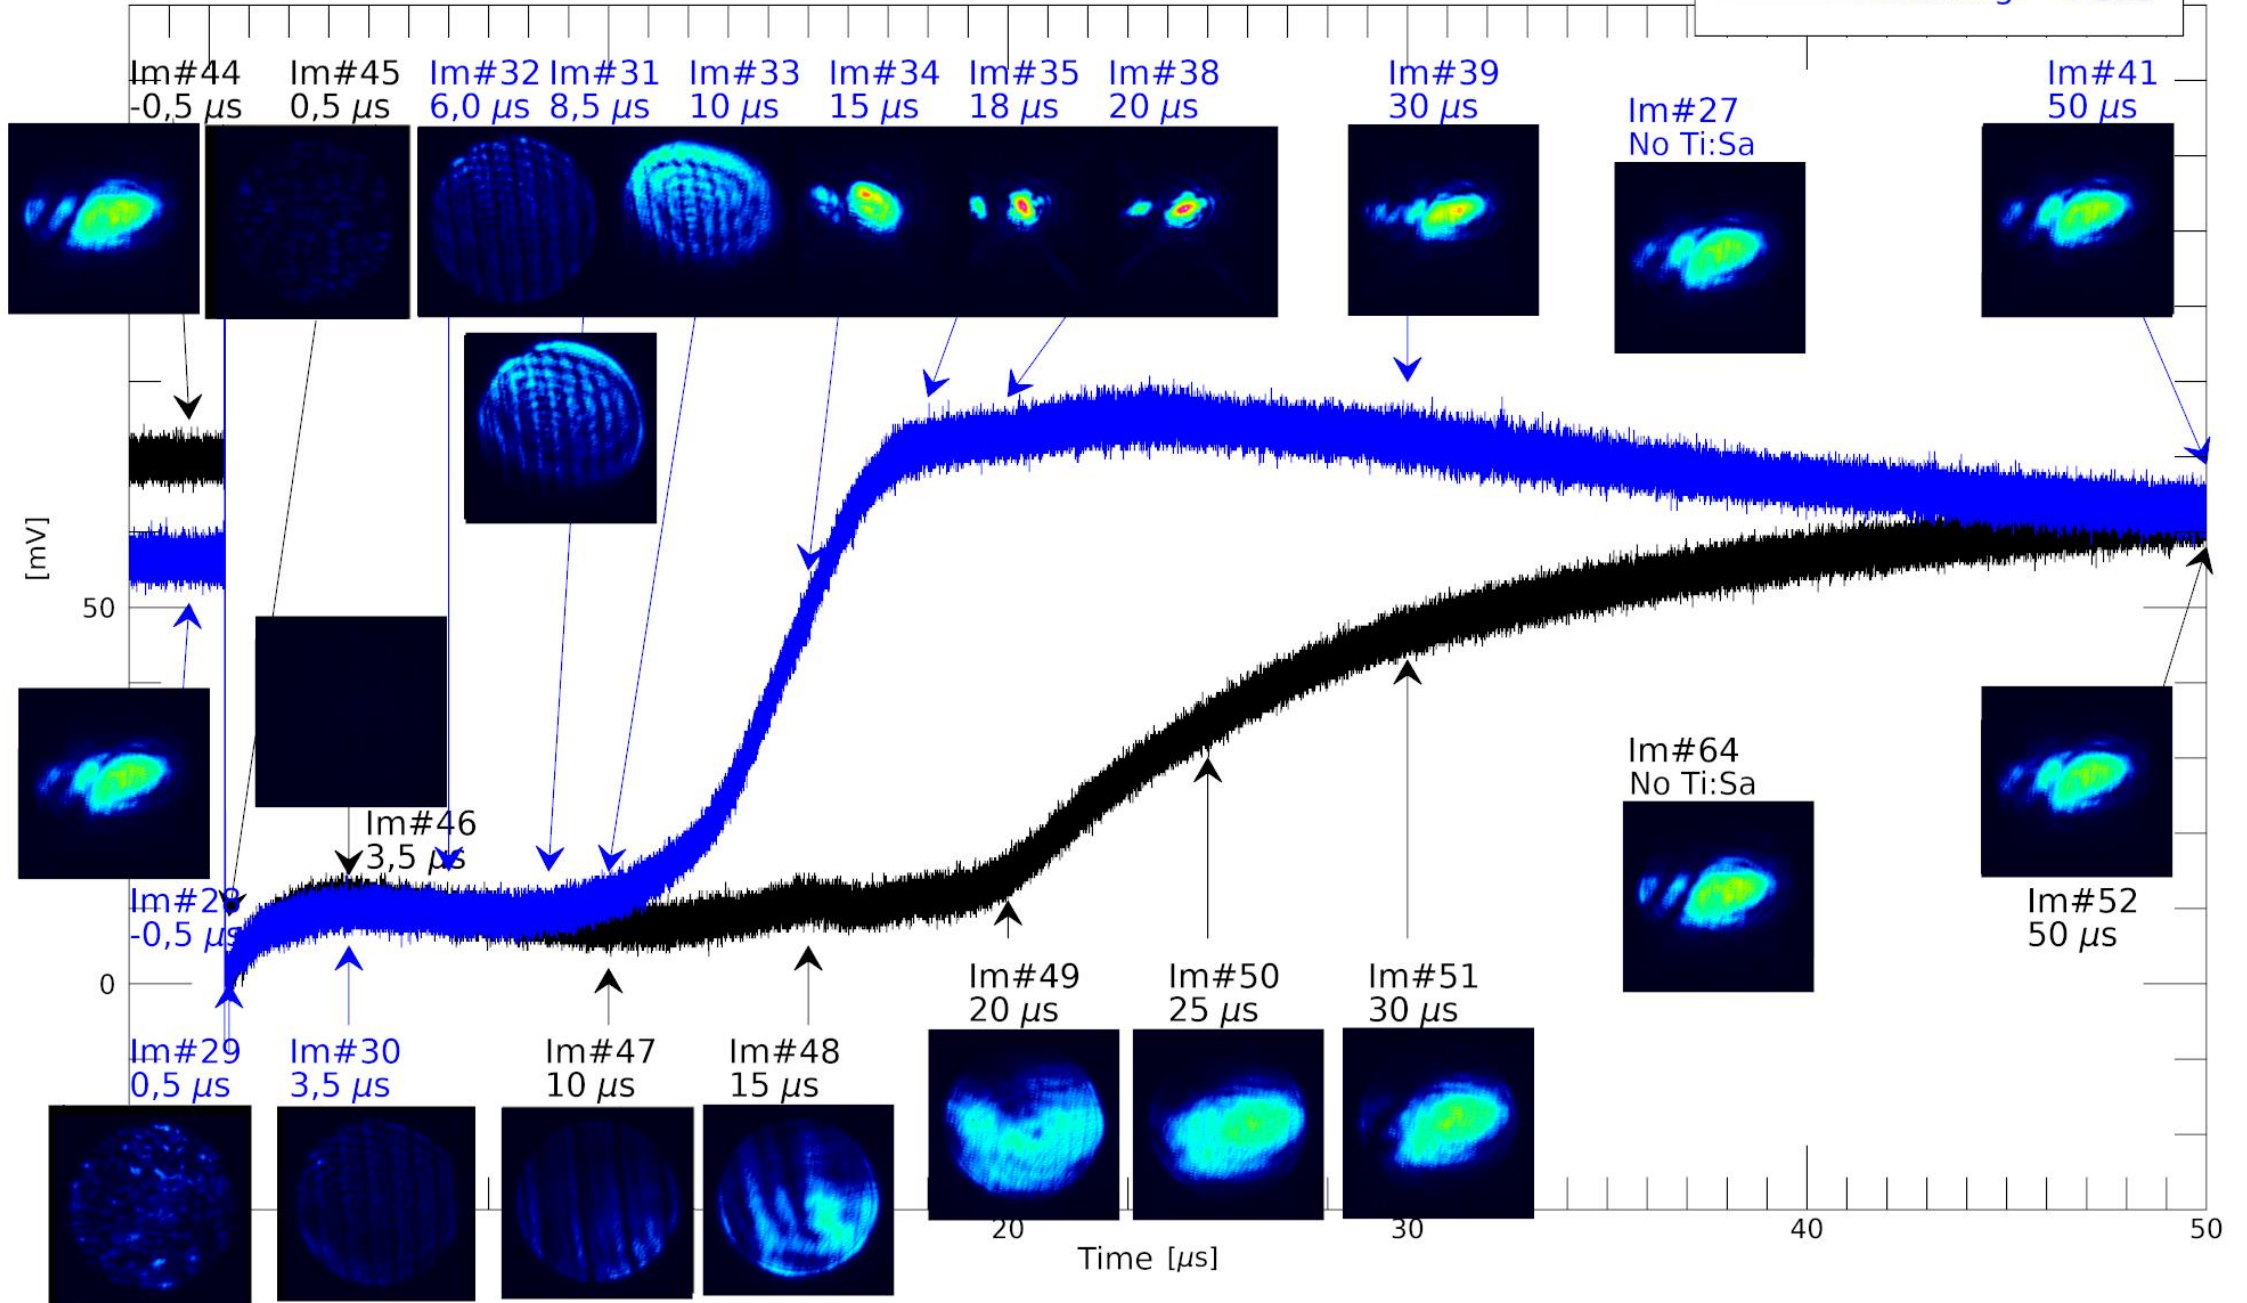 Im#44
-0,5 µs
Im#45
0,5 µs
Im#32
6,0 µs
Im#31
8,5 µs
Im#33
10 µs
Im#34
15 µs
Im#35
18 µs
Im#38
20 µs
Im#39
30 µs
Im#27
No Ti:Sa
Im#41
50 µs
[mV]
50
0
Im#46
3,5 µs
Im#28
-0,5 µs
Im#29
0,5 µs
Im#30
3,5 µs
Im#47
10 µs
Im#48
15 µs
Im#49
20 µs
Im#50
25 µs
Im#51
30 µs
Im#64
No Ti:Sa
Im#52
50 µs
20
30
40
50
Time [µs]